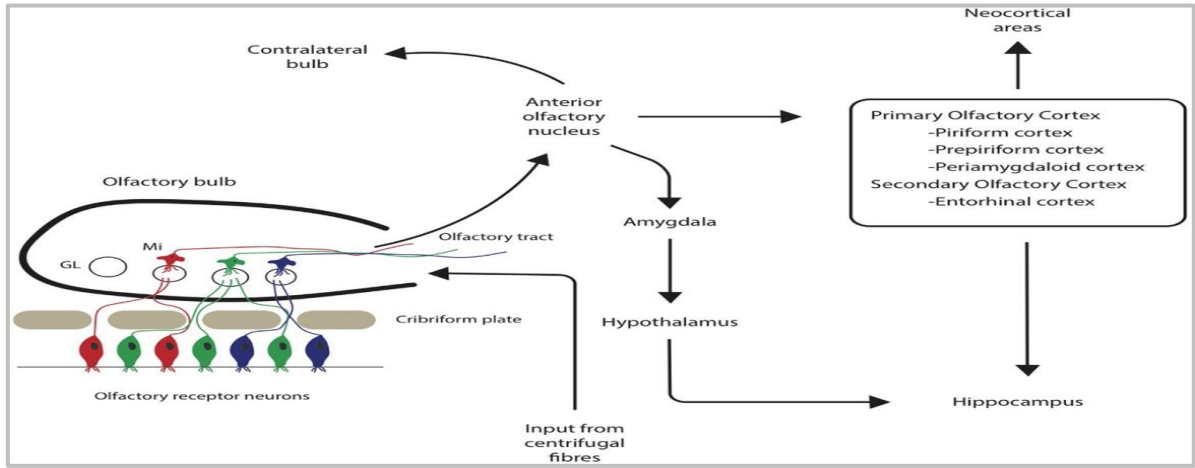 Neocortical
areas
Contralateral
bulb
Anterior
olfactory
nucleus
Primary Olfactory Cortex
-Piriform cortex
-Prepiriform cortex
-Periamygdaloid cortex
Secondary Olfactory Cortex
-Entorhinal cortex
Olfactory bulb
Amygdala
Olfactory tract
Mi
GL
Cribriform plate
Hypothalamus
Olfactory receptor neurons
Hippocampus
Input from
centrifugal
fibres